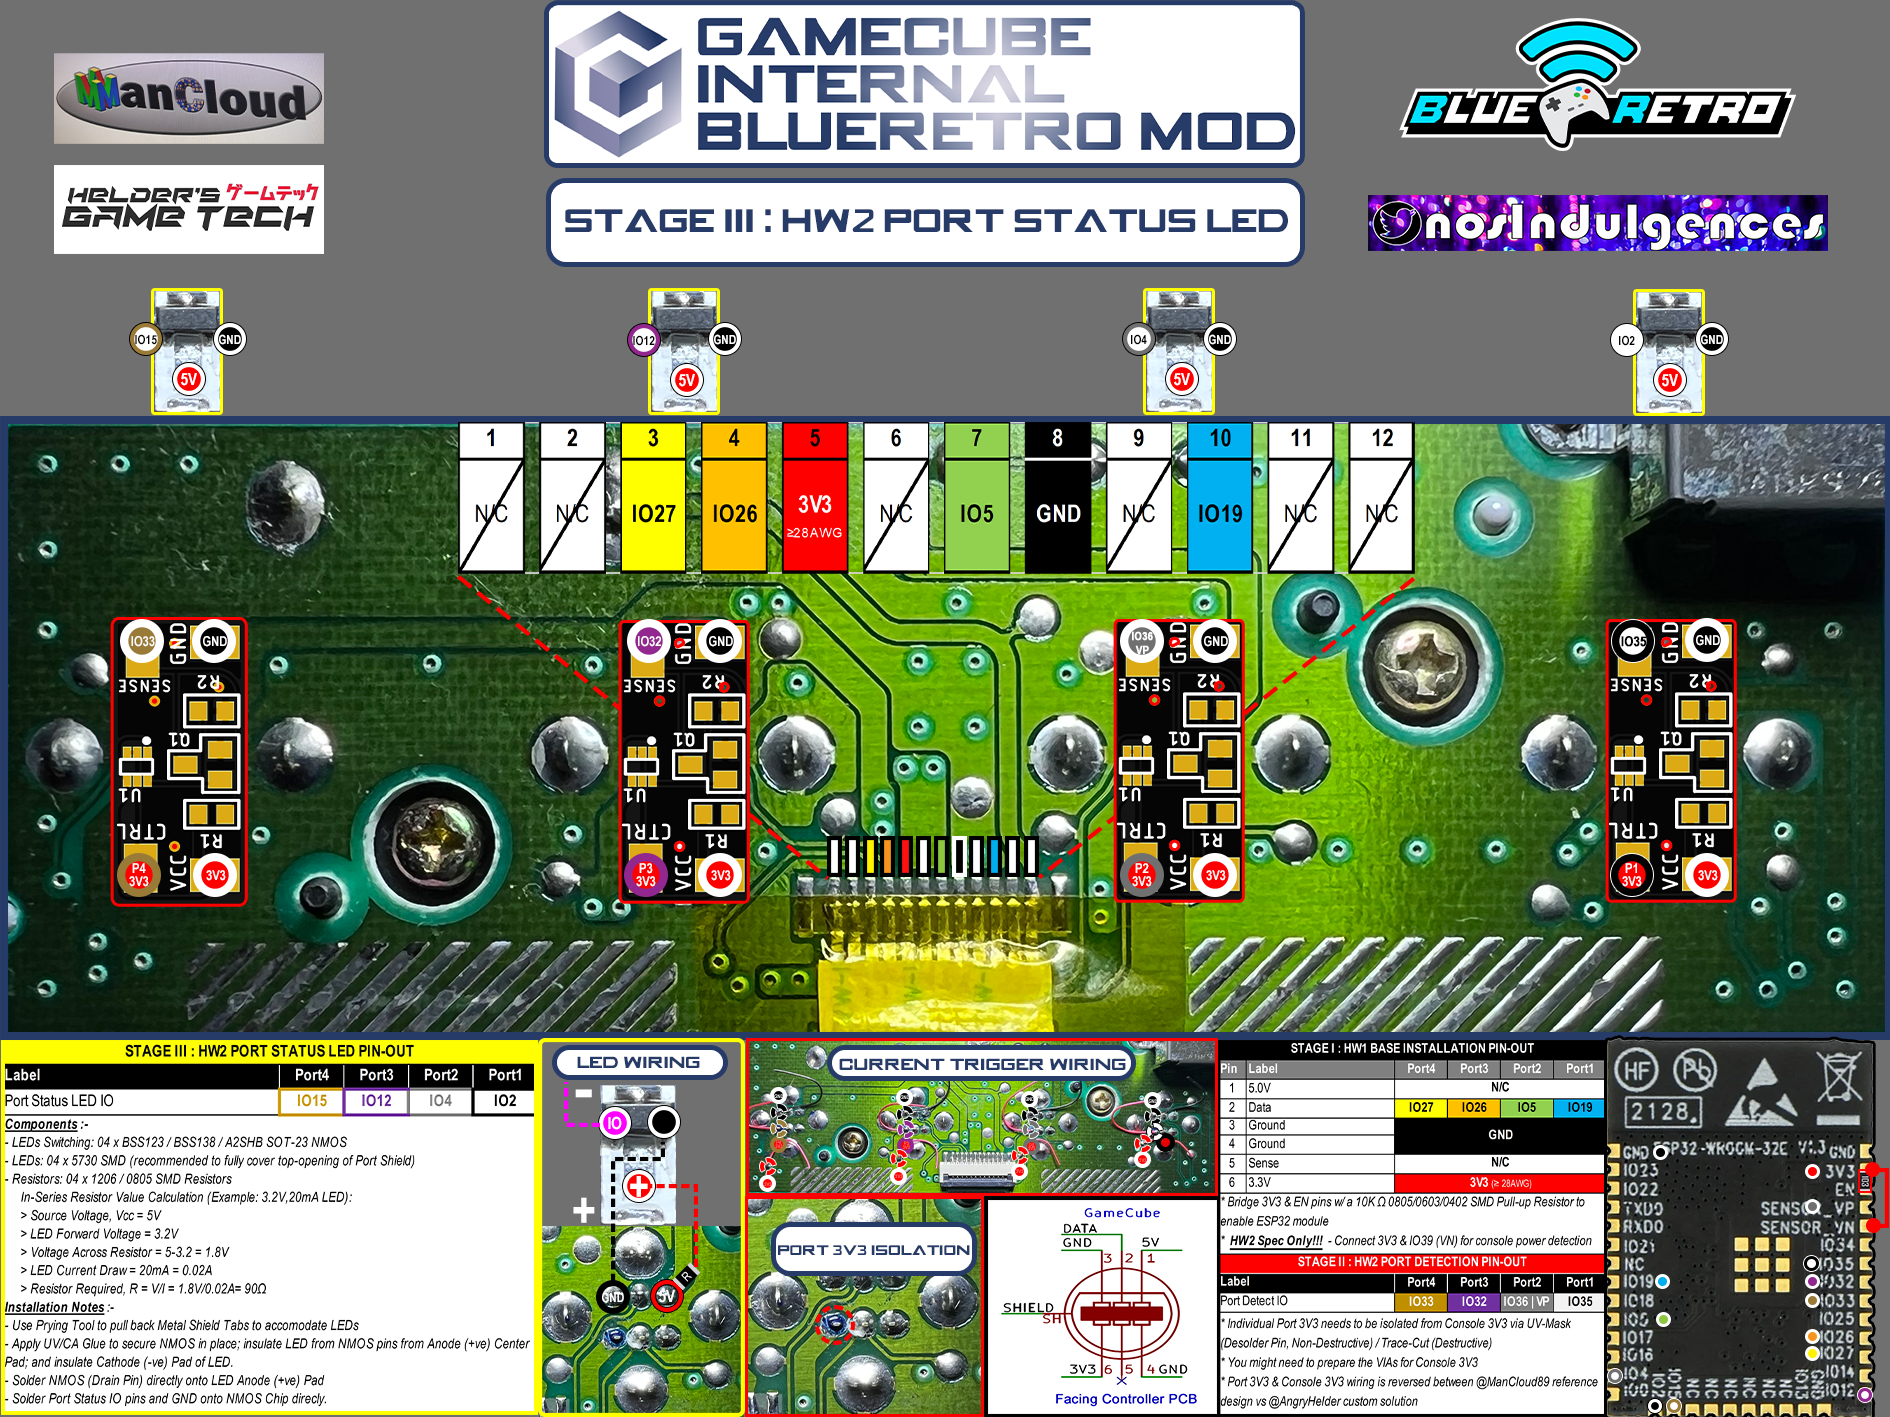 ManCloud
HELDER'S ゲームテック
GAME TECH
GAMECUBE
INTERNAL
BLUERETRO MOD
STAGE III : HW2 PORT STATUS LED
BLUE RETRO
nosIndulgences
IO15 GND 5V
IO12 GND 5V
IO4 GND 5V
IO2 GND 5V
1 2 3 4 5 6 7 8 9 10 11 12
N/C N/C IO27 IO26 3V3 N/C IO5 GND N/C IO19 N/C N/C
≥28AWG
IO33 GND GND
SENSE R2
Q1
U1
CTRL R1
P4 3V3 VCC 3V3
IO32 GND GND
SENSE R2
Q1
U1
CTRL R1
P3 3V3 VCC 3V3
IO36 VP GND GND
SENSE R2
Q1
U1
CTRL R1
P2 3V3 VCC 3V3
IO35 GND GND
SENSE R2
Q1
U1
CTRL R1
P1 3V3 VCC 3V3
STAGE III : HW2 PORT STATUS LED PIN-OUT
Label Port4 Port3 Port2 Port1
Port Status LED IO IO15 IO12 IO4 IO2
Components :-
- LEDs Switching: 04 x BSS123 / BSS138 / A2SHB SOT-23 NMOS
- LEDs: 04 x 5730 SMD (recommended to fully cover top-opening of Port Shield)
- Resistors: 04 x 1206 / 0805 SMD Resistors
In-Series Resistor Value Calculation (Example: 3.2V,20mA LED):
> Source Voltage, Vcc = 5V
> LED Forward Voltage = 3.2V
> Voltage Across Resistor = 5-3.2 = 1.8V
> LED Current Draw = 20mA = 0.02A
> Resistor Required, R = V/I = 1.8V/0.02A= 90Ω
Installation Notes :-
- Use Prying Tool to pull back Metal Shield Tabs to accomodate LEDs
- Apply UV/CA Glue to secure NMOS in place; insulate LED from NMOS pins from Anode (+ve) Center
Pad; and insulate Cathode (-ve) Pad of LED.
- Solder NMOS (Drain Pin) directly onto LED Anode (+ve) Pad
- Solder Port Status IO pins and GND onto NMOS Chip direcly.
LED WIRING
-
IO
+
+
R
GND 5V
CURRENT TRIGGER WIRING
PORT 3V3 ISOLATION
GameCube
DATA
GND 5V
3 2 1
SHIELD
SH
3V3 6 5 4 GND
Facing Controller PCB
STAGE I : HW1 BASE INSTALLATION PIN-OUT
Pin Label Port4 Port3 Port2 Port1
1 5.0V N/C
2 Data IO27 IO26 IO5 IO19
3 Ground
GND
4 Ground
5 Sense N/C
6 3.3V 3V3 (≥ 28AWG)
* Bridge 3V3 & EN pins w/ a 10K Ω 0805/0603/0402 SMD Pull-up Resistor to
enable ESP32 module
* HW2 Spec Only!!! - Connect 3V3 & IO39 (VN) for console power detection
STAGE II : HW2 PORT DETECTION PIN-OUT
Label Port4 Port3 Port2 Port1
Port Detect IO IO33 IO32 IO36 | VP IO35
* Individual Port 3V3 needs to be isolated from Console 3V3 via UV-Mask
(Desolder Pin, Non-Destructive) / Trace-Cut (Destructive)
* You might need to prepare the VIAs for Console 3V3
* Port 3V3 & Console 3V3 wiring is reversed between @ManCloud89 reference
design vs @AngryHelder custom solution
HF Pb
2128.
GND ESP32-WROOM-32E V1.3 GND
IO23 3V3
IO22 EN
TXD0 SENSOR_VP
RXD0 SENSOR_VN
IO21 IO34
NC IO35
IO19 IO32
IO18 IO33
IO5 IO25
IO17 IO26
IO16 IO27
IO4 IO14
IO0 IO12